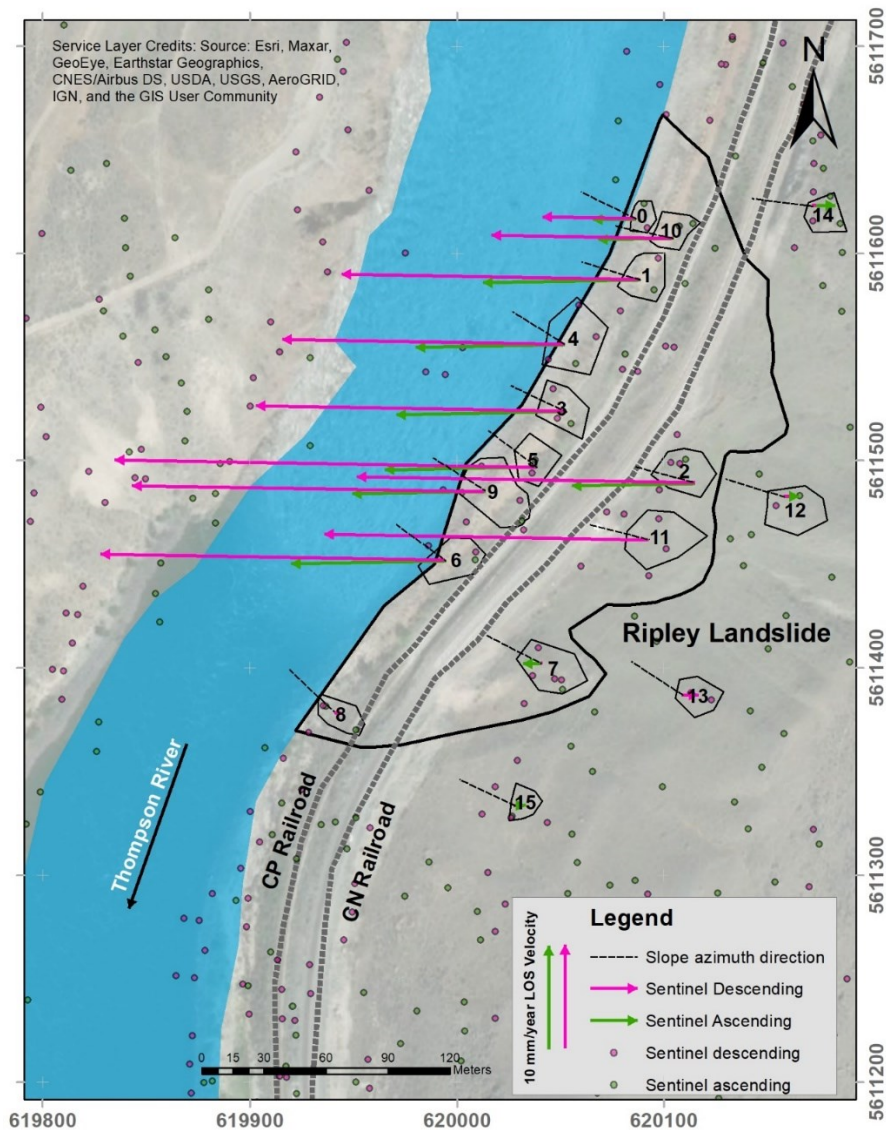 Service Layer Credits: Source: Esri, Maxar,
GeoEye, Earthstar Geographics,
CNES/Airbus DS, USDA, USGS, AeroGRID,
IGN, and the GIS User Community
N
5611700
0
10
14
5611600
1
4
3
5
2
9
12
5611500
11
6
Ripley Landslide
7
13
8
5611400
15
Thompson River
CP Railroad
CN Railroad
5611300
Legend
10 mm/year LOS Velocity
Slope azimuth direction
Sentinel Descending
Sentinel Ascending
Sentinel descending
Sentinel ascending
0 15 30 60 90 120
Meters
5611200
619800 619900 620000 620100